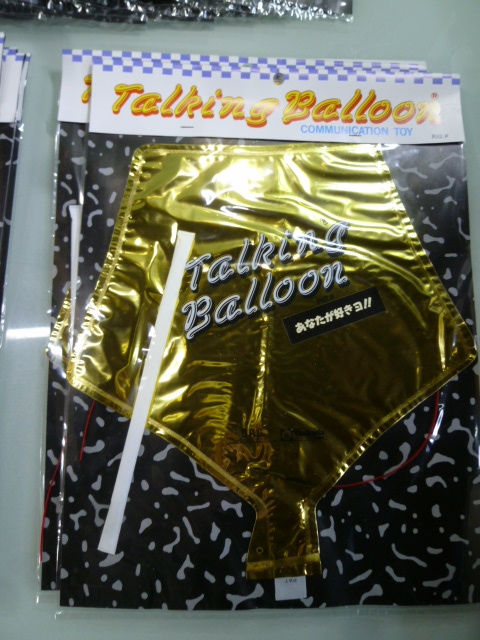 Talking Balloon
COMMUNICATION TOY
Talking
Balloon
あなたが好きヨ!!